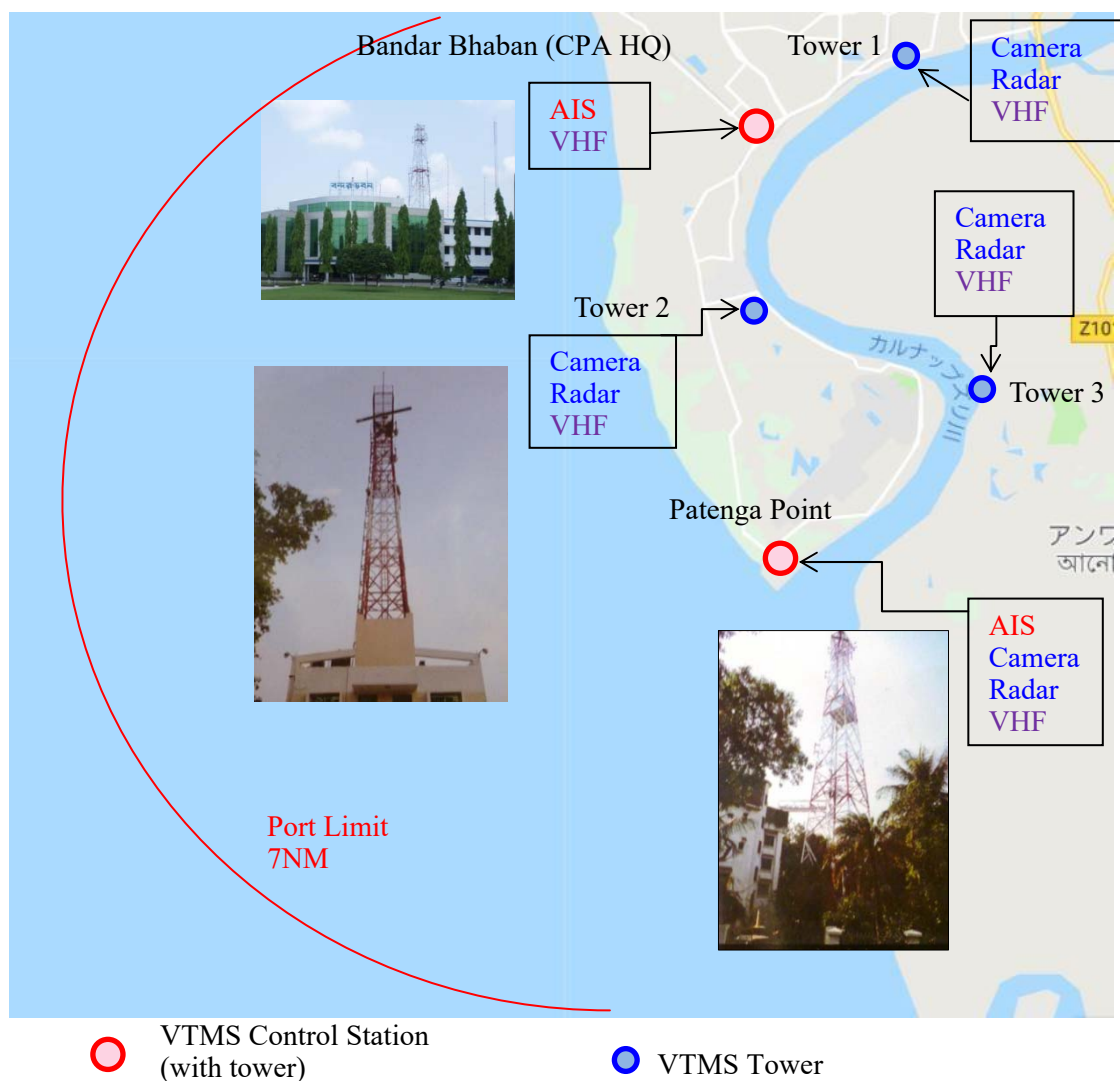 Bandar Bhaban (CPA HQ)
Tower 1
Camera
Radar
VHF
AIS
VHF
Camera
Radar
VHF
Tower 2
Camera
Radar
VHF
カルナップスリ川
Z101
Tower 3
Patenga Point
アンワ
আনো
AIS
Camera
Radar
VHF
Port Limit
7NM
VTMS Control Station
(with tower)
VTMS Tower